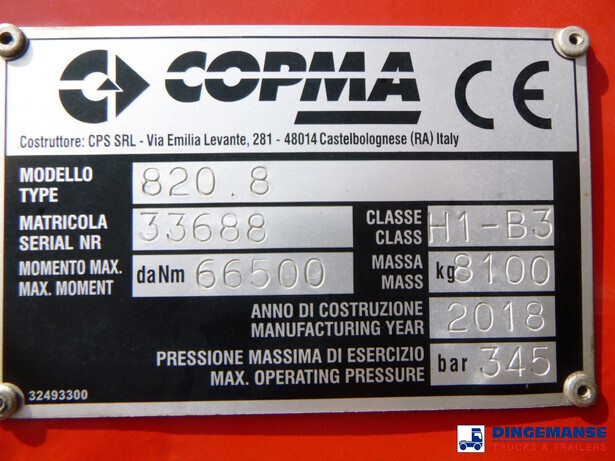 COPMA CE
Costruttore: CPS SRL - Via Emilia Levante, 281 - 48014 Castelbolognese (RA) Italy
MODELLO
TYPE
820.8
MATRICOLA
SERIAL NR
33688
CLASSE
CLASS
H1-B3
MOMENTO MAX.
MAX. MOMENT
daNm 66500
MASSA
MASS
kg 8100
ANNO DI COSTRUZIONE
MANUFACTURING YEAR
2018
PRESSIONE MASSIMA DI ESERCIZIO
MAX. OPERATING PRESSURE
bar 345
32493300
DINGEMANSE
TRUCKS & TRAILERS